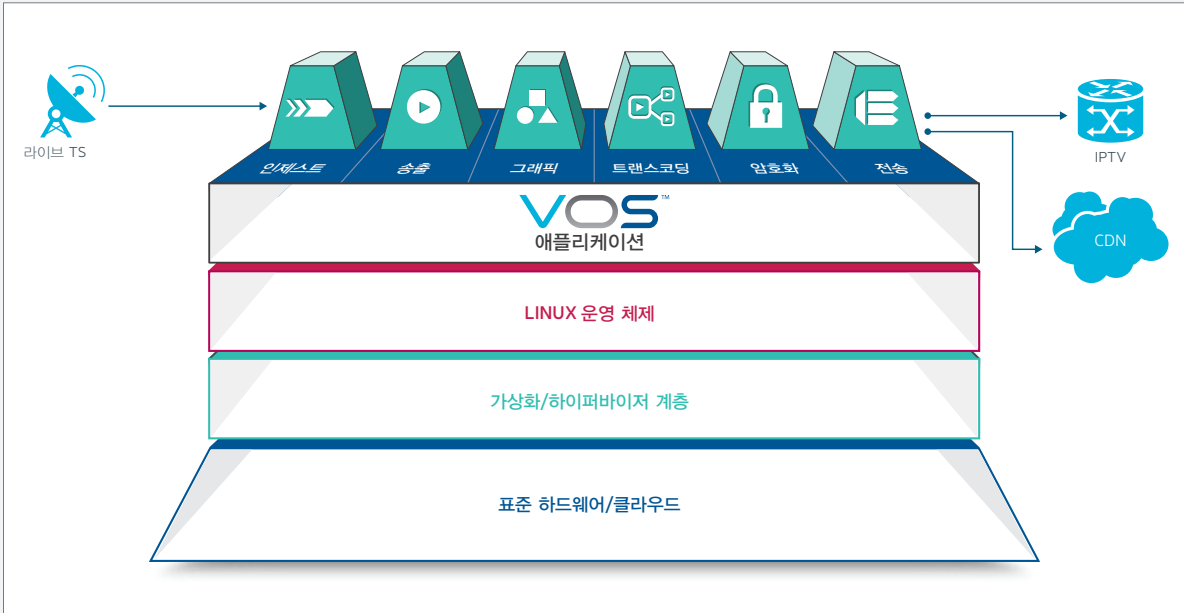 라이브 TS
인제스트
송출
그래픽
트랜스코딩
암호화
전송
IPTV
CDN
VOS™
애플리케이션
LINUX 운영 체제
가상화/하이퍼바이저 계층
표준 하드웨어/클라우드